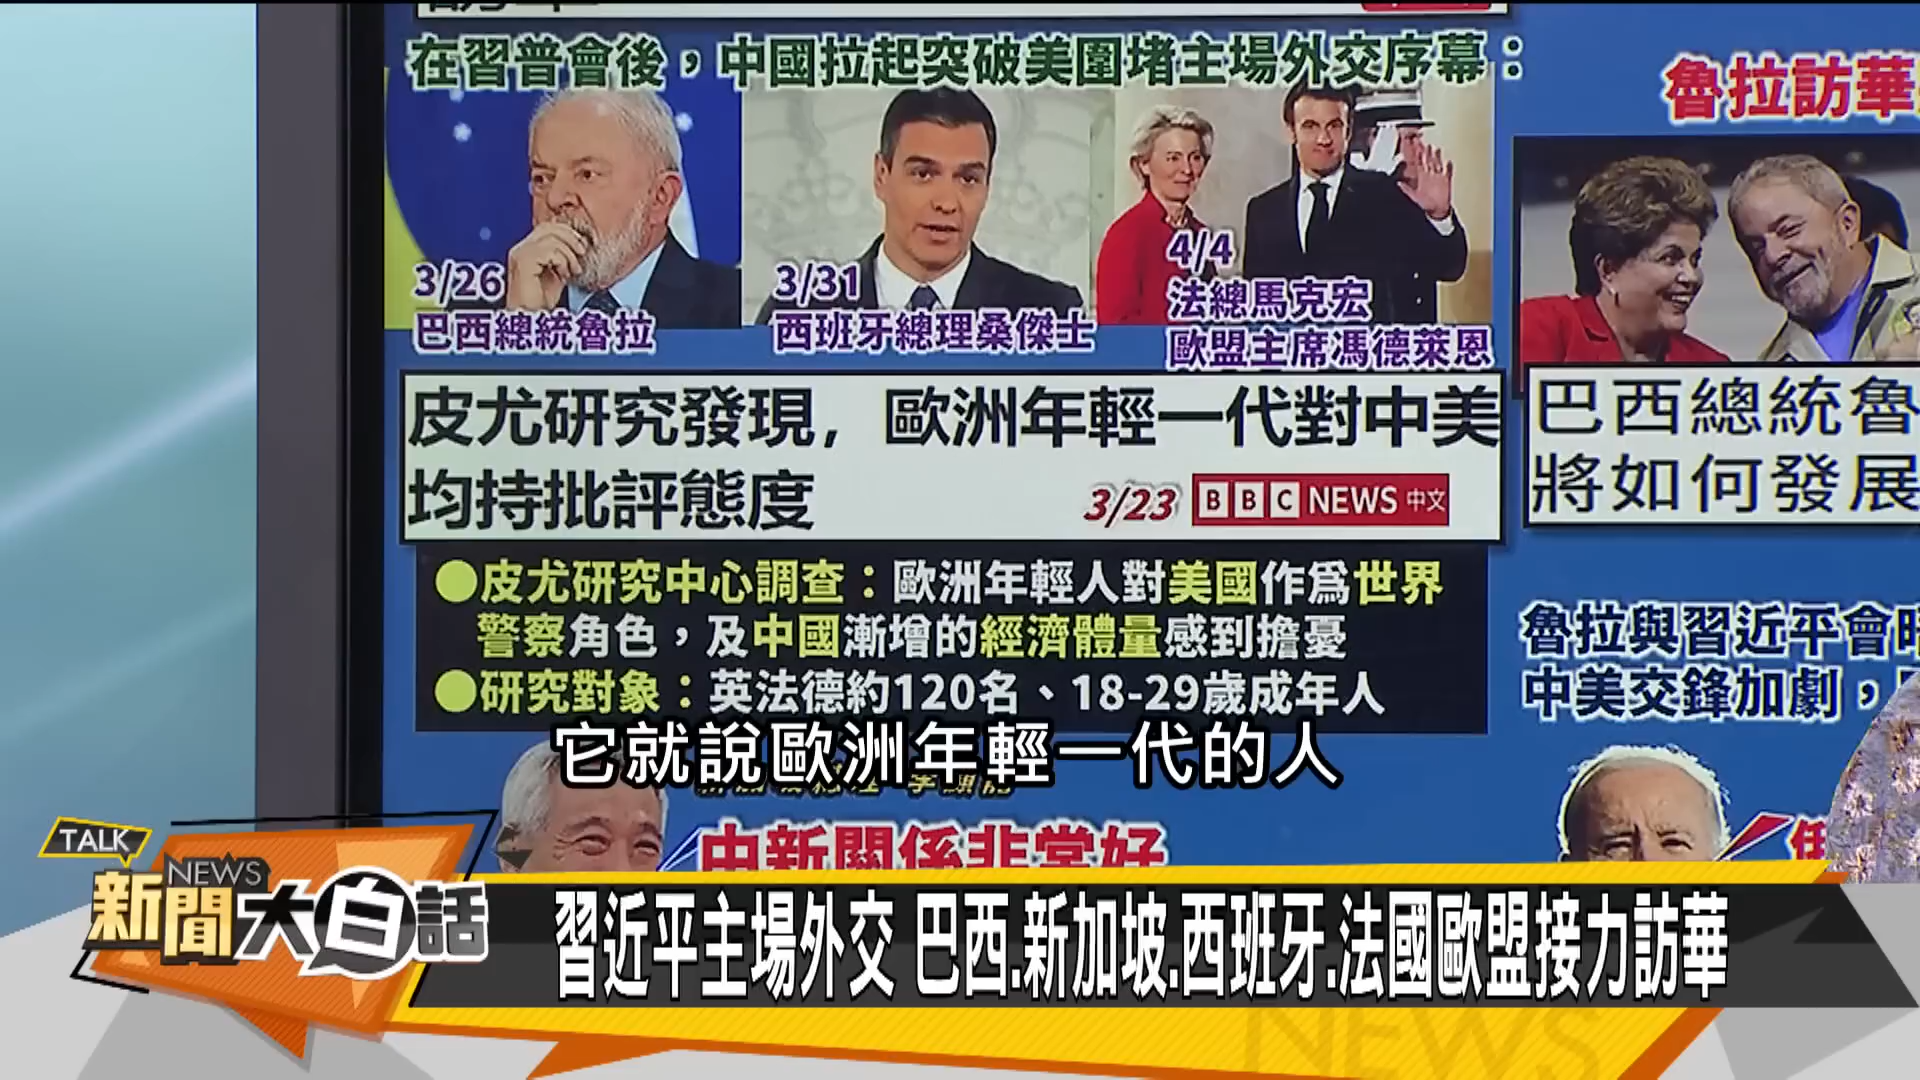 在習普會後，中國拉起突破美圍堵主場外交序幕：
3/26
巴西總統魯拉
3/31
西班牙總理桑傑士
4/4
法總馬克宏
歐盟主席馮德萊恩
皮尤研究發現，歐洲年輕一代對中美
均持批評態度
3/23 BBC NEWS 中文
●皮尤研究中心調查：歐洲年輕人對美國作為世界
警察角色，及中國漸增的經濟體量感到擔憂
●研究對象：英法德約120名、18-29歲成年人
魯拉訪華
巴西總統魯
將如何發展
魯拉與習近平會
中美交鋒加劇，
它就說歐洲年輕一代的人
中新關係非常好
TALK
NEWS
新聞大白話
習近平主場外交 巴西.新加坡.西班牙.法國歐盟接力訪華
NEWS